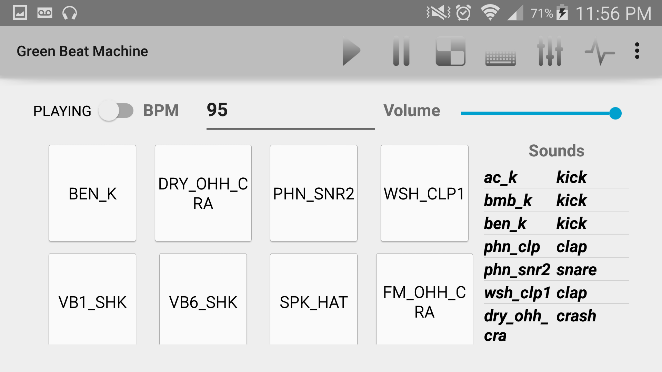 71% 11:56 PM
Green Beat Machine
PLAYING BPM 95 Volume
Sounds
BEN_K DRY_OHH_C
RA PHN_SNR2 WSH_CLP1
VB1_SHK VB6_SHK SPK_HAT FM_OHH_C
RA
ac_k kick
bmb_k kick
ben_k kick
phn_clp clap
phn_snr2 snare
wsh_clp1 clap
dry_ohh_ crash
cra